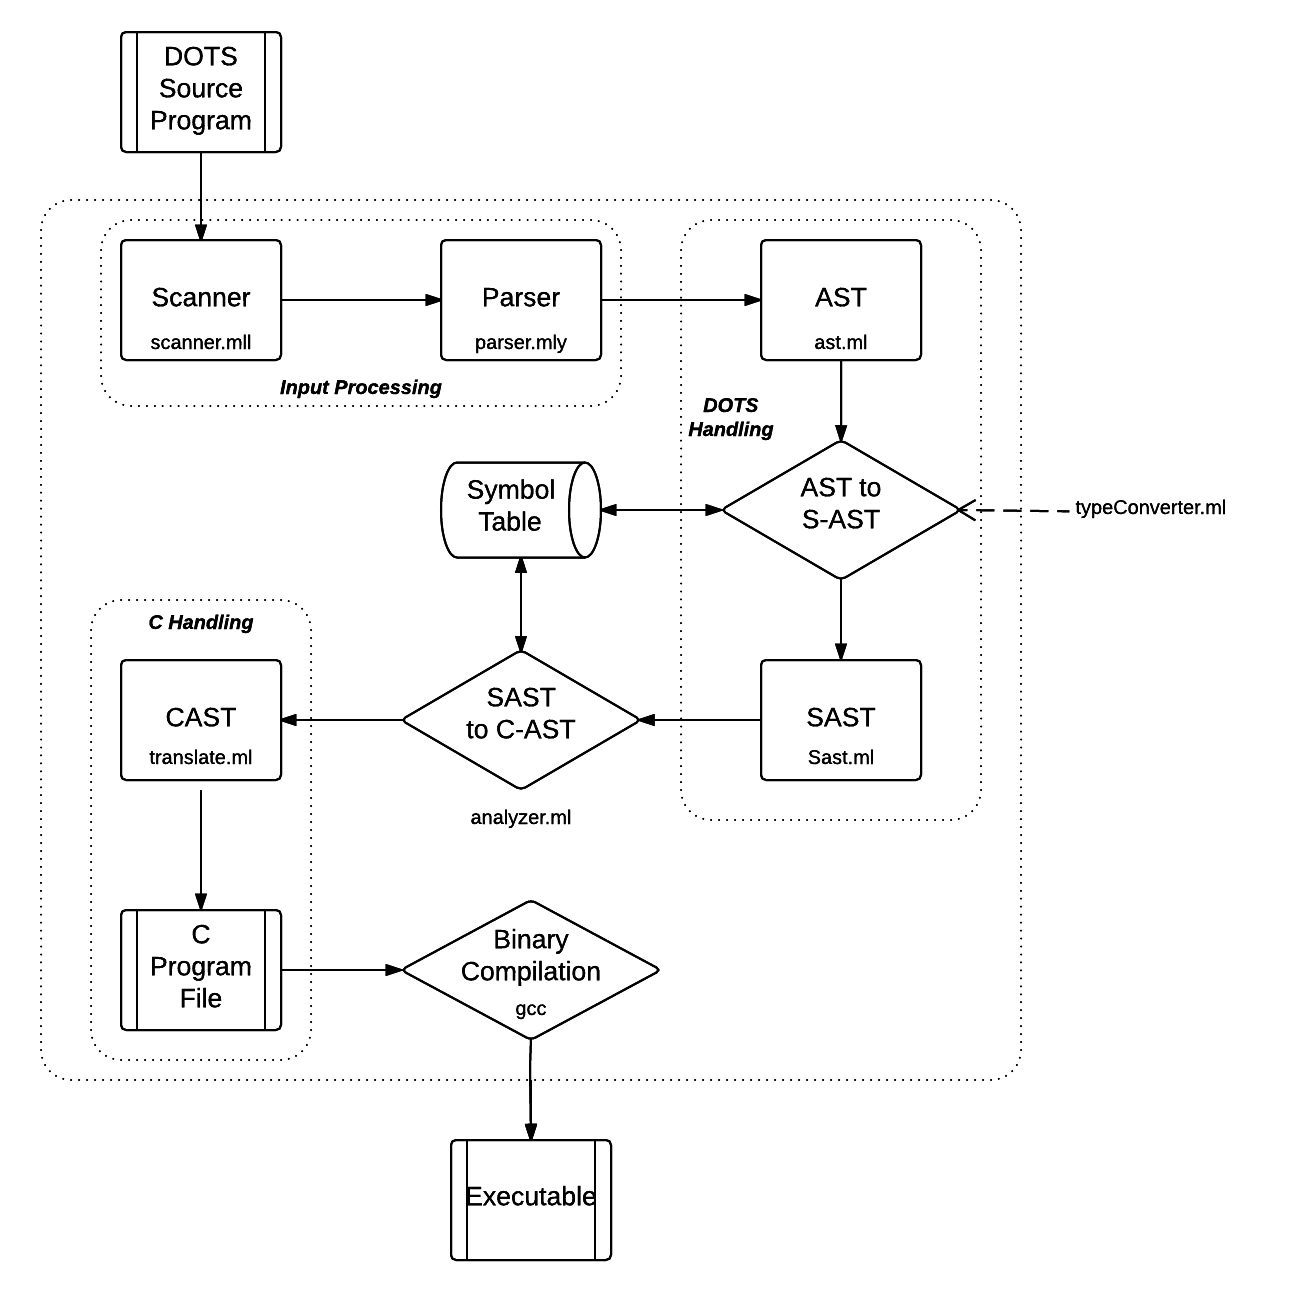 DOTS
Source
Program
Scanner
scanner.mll
Parser
parser.mly
Input Processing
AST
ast.ml
DOTS
Handling
Symbol
Table
AST to
S-AST
typeConverter.ml
C Handling
CAST
translate.ml
SAST
to C-AST
analyzer.ml
SAST
Sast.ml
C
Program
File
Binary
Compilation
gcc
Executable